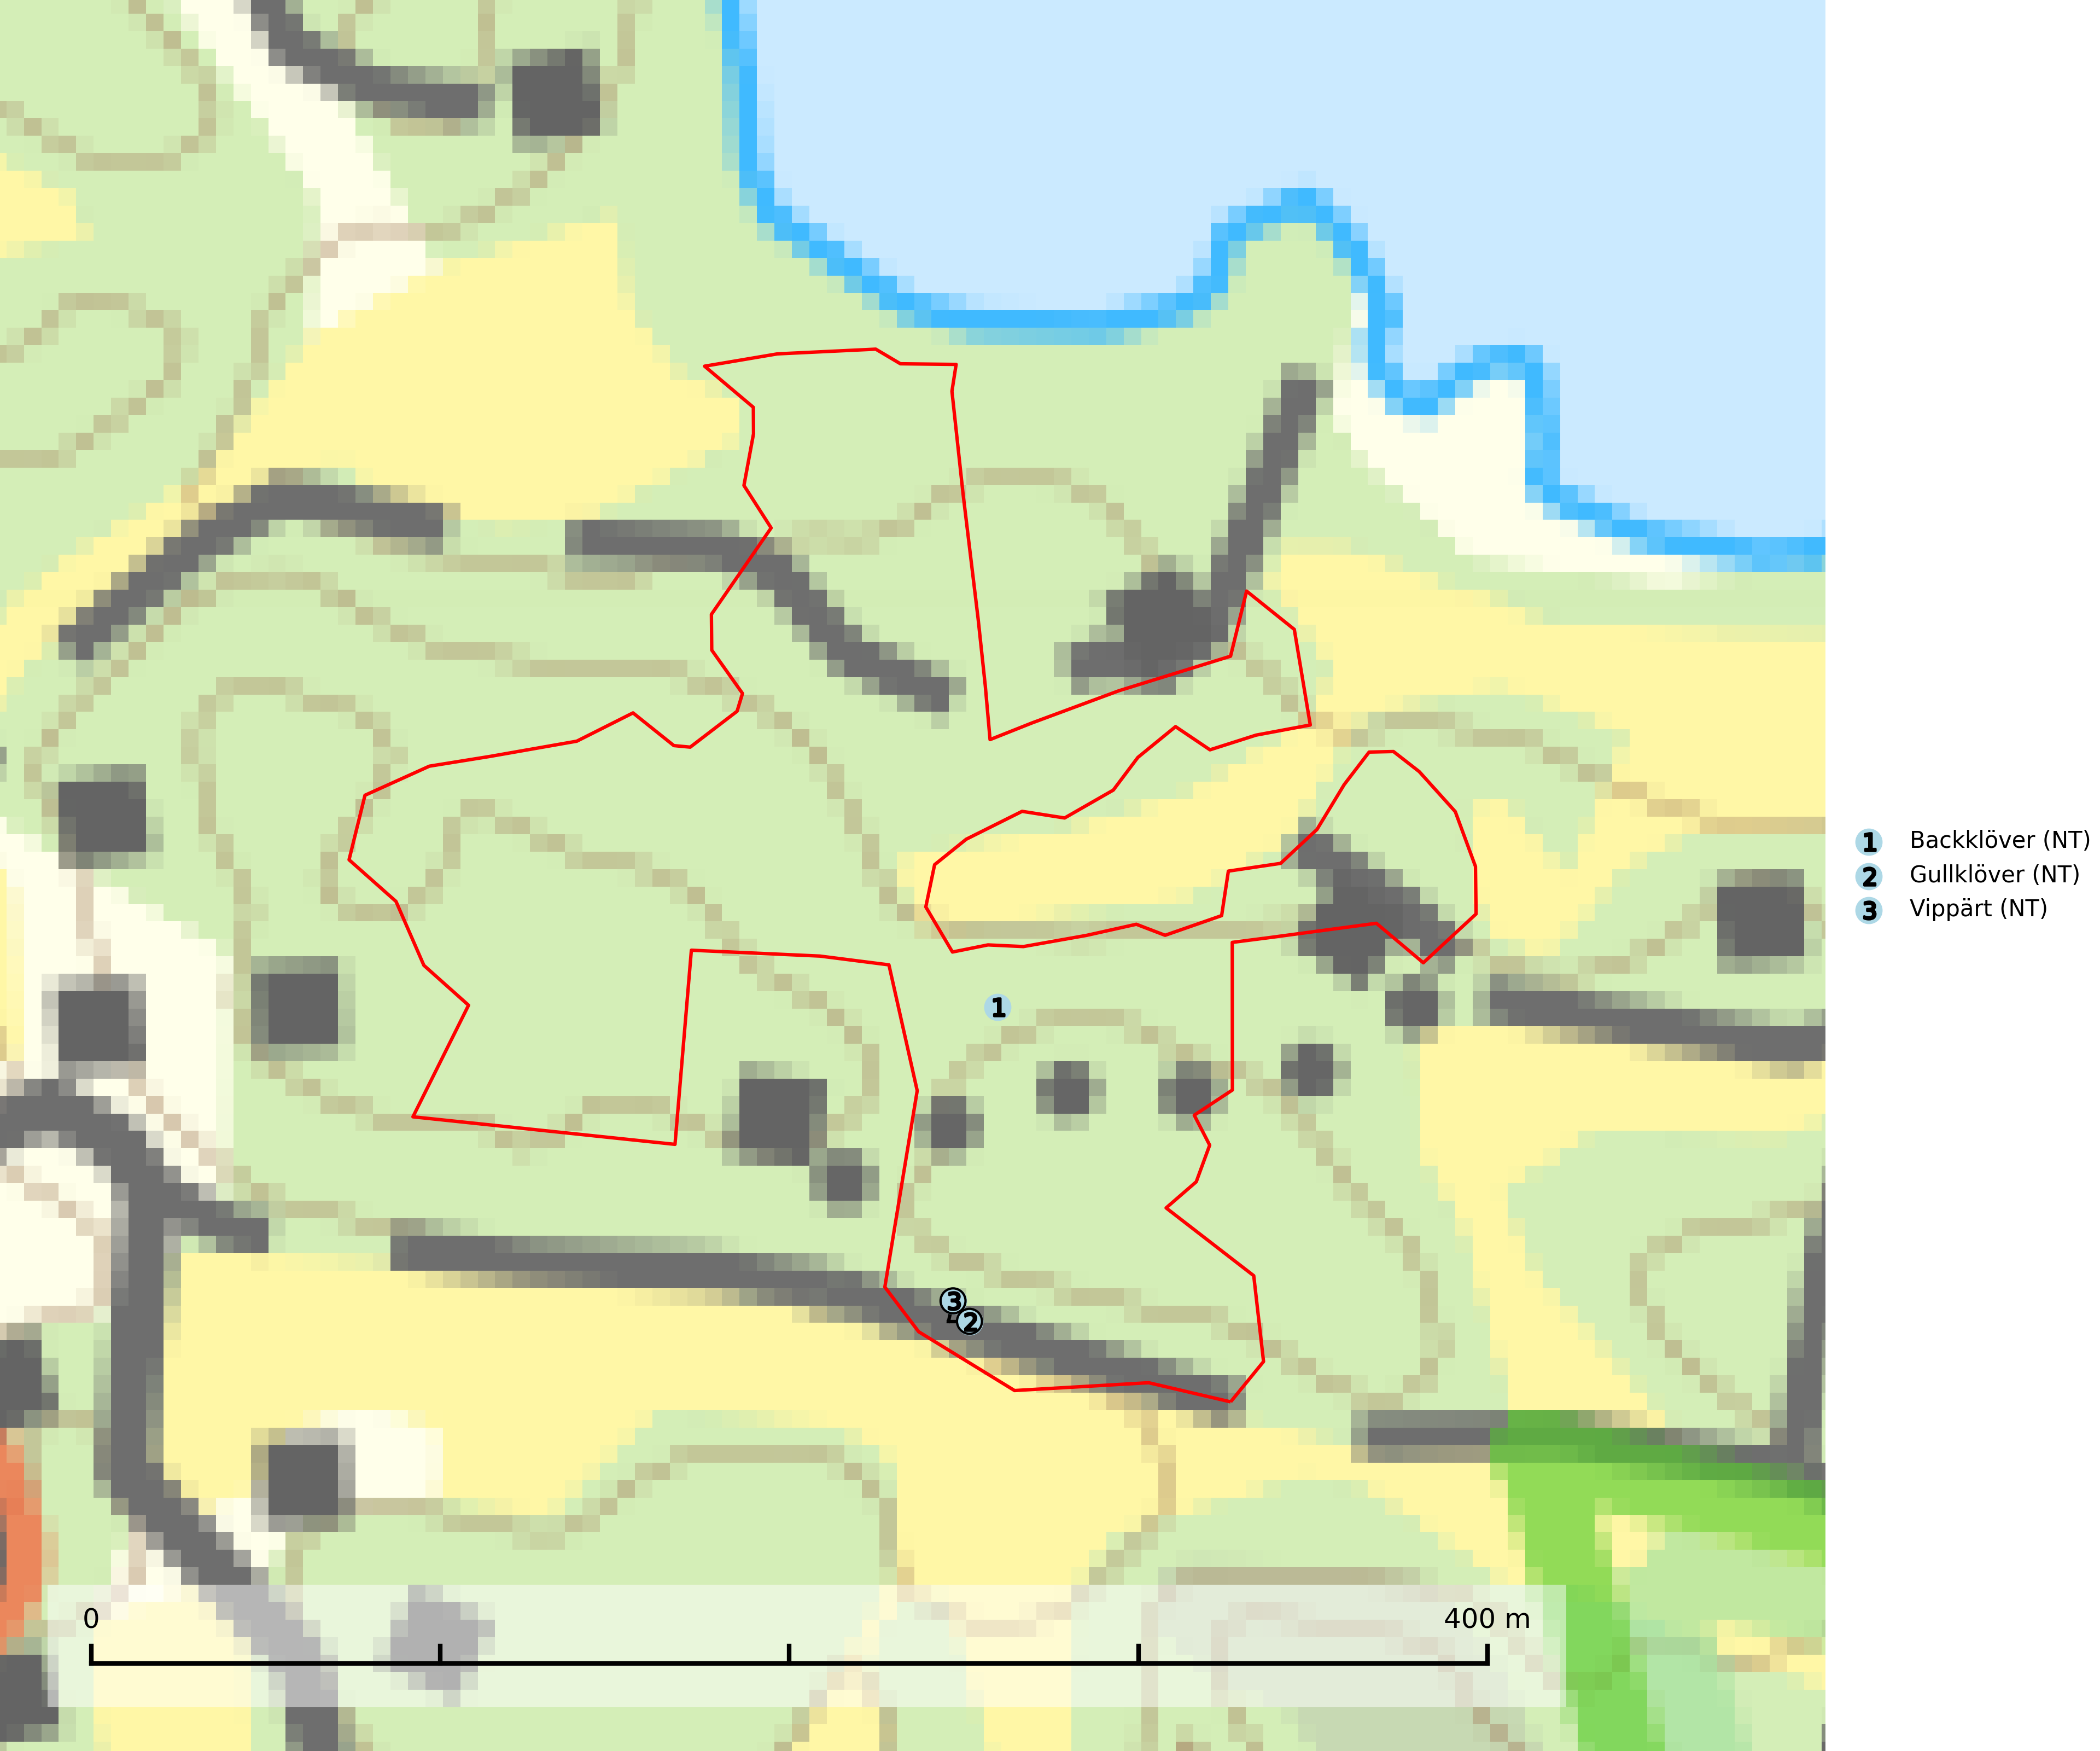 1 Backklöver (NT)
2 Gullklöver (NT)
3 Vippärt (NT)
1
3
2
0 400 m